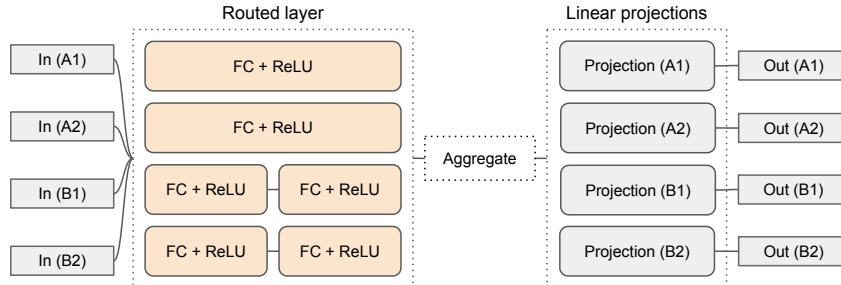 Routed layer
Linear projections
In (A1)
FC + ReLU
Projection (A1)
Out (A1)
In (A2)
FC + ReLU
Projection (A2)
Out (A2)
Aggregate
In (B1)
FC + ReLU
FC + ReLU
Projection (B1)
Out (B1)
In (B2)
FC + ReLU
FC + ReLU
Projection (B2)
Out (B2)